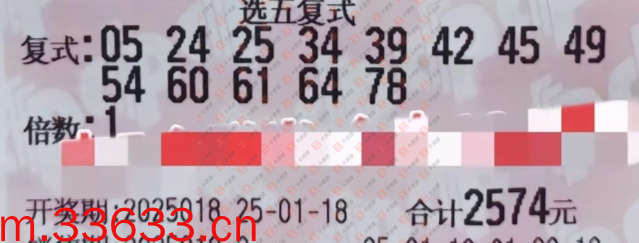 选五复式
复式:05 24 25 34 39 42 45 49
54 60 61 64 78
倍数:1
开奖期:2025018 25-01-18 合计2574元
m.33633.cn